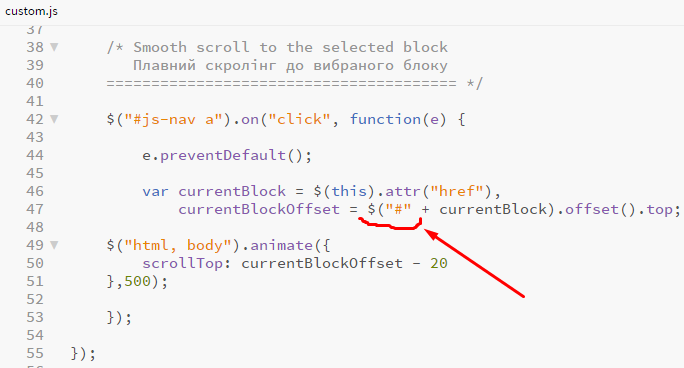 custom.js
37
38 /* Smooth scroll to the selected block
39 Плавний скролінг до вибраного блоку
40 ======================================= */
41
42 $("#js-nav a").on("click", function(e) {
43
44 e.preventDefault();
45
46 var currentBlock = $(this).attr("href"),
47 currentBlockOffset = $("#" + currentBlock).offset().top;
48
49 $("html, body").animate({
50 scrollTop: currentBlockOffset - 20
51 },500);
52
53 });
54
55 });
56